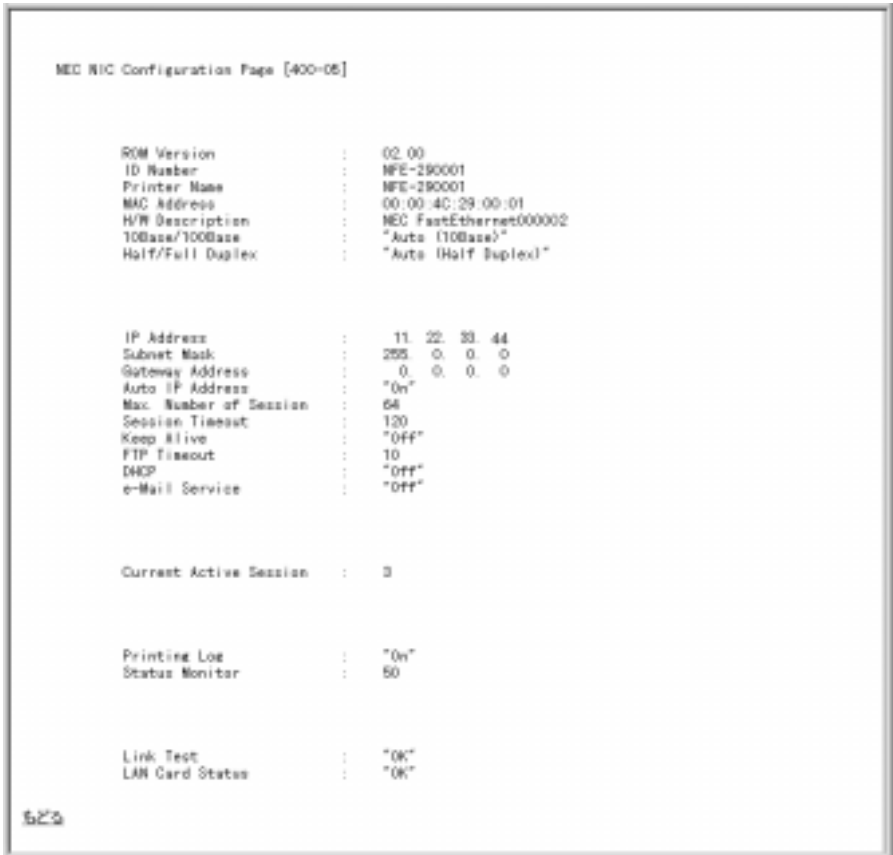 NEC NIC Configuration Page [400-05]
ROM Version : 02.00
ID Number : NFE-290001
Printer Name : NFE-290001
MAC Address : 00:00:4C:29:00:01
H/W Description : NEC FastEthernet000002
10Base/100Base : "Auto (10Base)"
Half/Full Duplex : "Auto (Half Duplex)"
IP Address : 11. 22. 33. 44
Subnet Mask : 255. 0. 0. 0
Gateway Address : 0. 0. 0. 0
Auto IP Address : "On"
Max. Number of Session : 64
Session Timeout : 120
Keep Alive : "Off"
FTP Timeout : 10
DHCP : "Off"
e-Mail Service : "Off"
Current Active Session : 3
Printing Log : "On"
Status Monitor : 50
Link Test : "OK"
LAN Card Status : "OK"
もどる